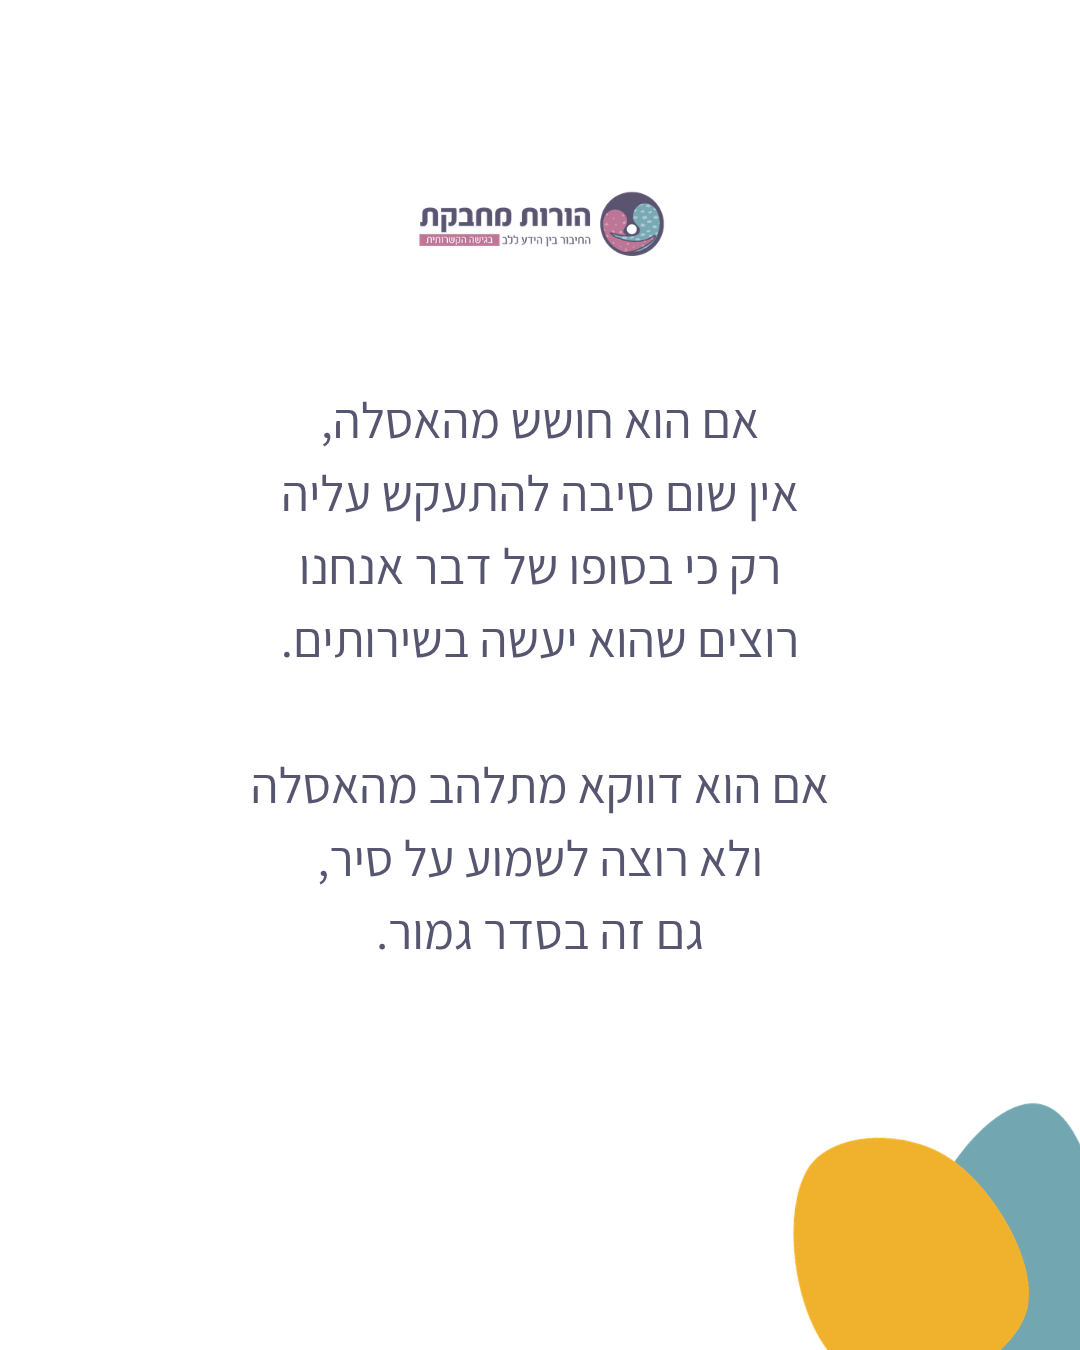 הורות מחבקת
החיבור בין הידע ללב בגישה הקשרותית
אם הוא חושש מהאסלה,
אין שום סיבה להתעקש עליה
רק כי בסופו של דבר אנחנו
רוצים שהוא יעשה בשירותים.
אם הוא דווקא מתלהב מהאסלה
ולא רוצה לשמוע על סיר,
גם זה בסדר גמור.